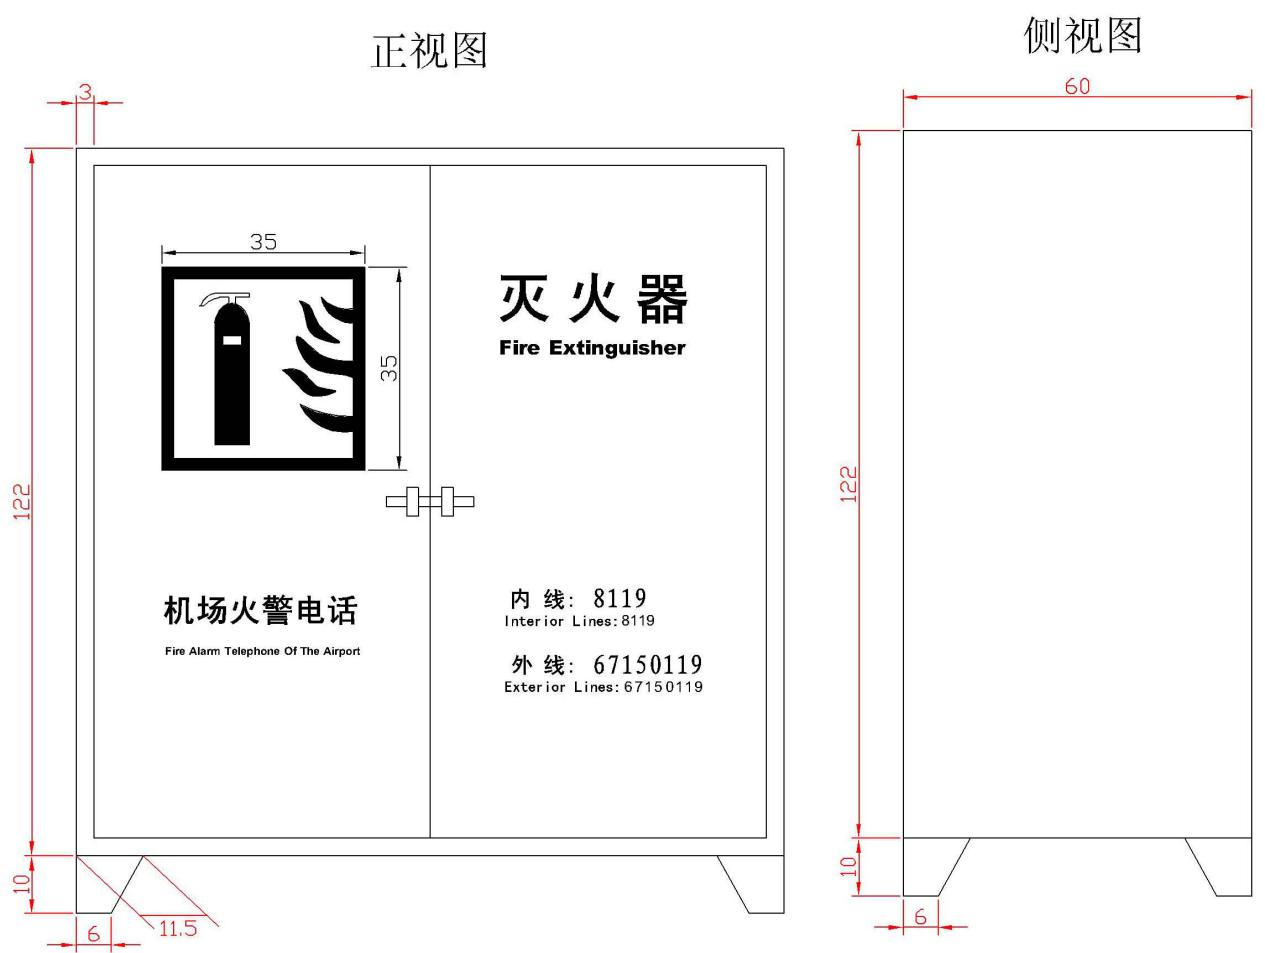 正视图
侧视图
3
60
35
35
灭火器
Fire Extinguisher
122
122
机场火警电话
Fire Alarm Telephone Of The Airport
内 线: 8119
Interior Lines:8119
外 线: 67150119
Exterior Lines:67150119
10
11.5
6
10
6